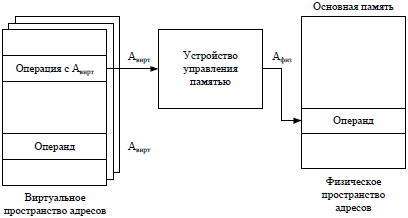 Основная память
Операция с Aвирт
Aвирт
Устройство
управления
памятью
Aфиз
Операнд
Операнд
Aвирт
Виртуальное
пространство адресов
Физическое
пространство
адресов